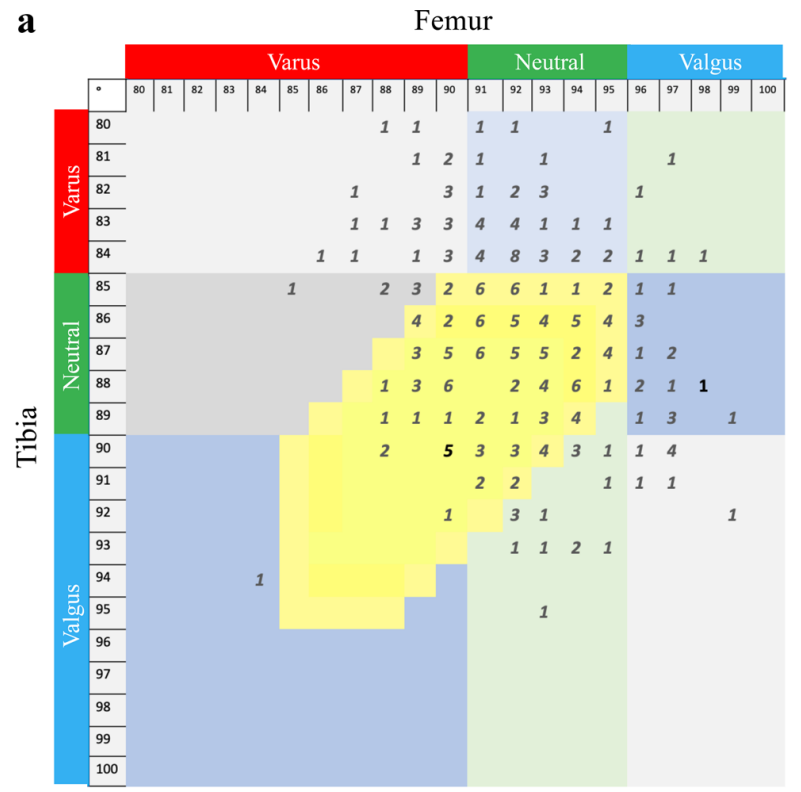 a
Femur
Varus Neutral Valgus
° 80 81 82 83 84 85 86 87 88 89 90 91 92 93 94 95 96 97 98 99 100
Tibia
Varus
Neutral
Valgus
80 1 1 1 1 1
81 1 2 1 1 1
82 1 3 1 2 3 1
83 1 1 3 3 4 4 1 1 1
84 1 1 1 3 4 8 3 2 2 1 1 1
85 1 2 3 2 6 6 1 1 2 1 1
86 4 2 6 5 4 5 4 3
87 3 5 6 5 5 2 4 1 2
88 1 3 6 2 4 6 1 2 1 1
89 1 1 1 2 1 3 4 1 3 1
90 2 5 3 3 4 3 1 1 4
91 2 2 1 1 1
92 1 3 1 1
93 1 1 2 1
94 1
95 1
96
97
98
99
100